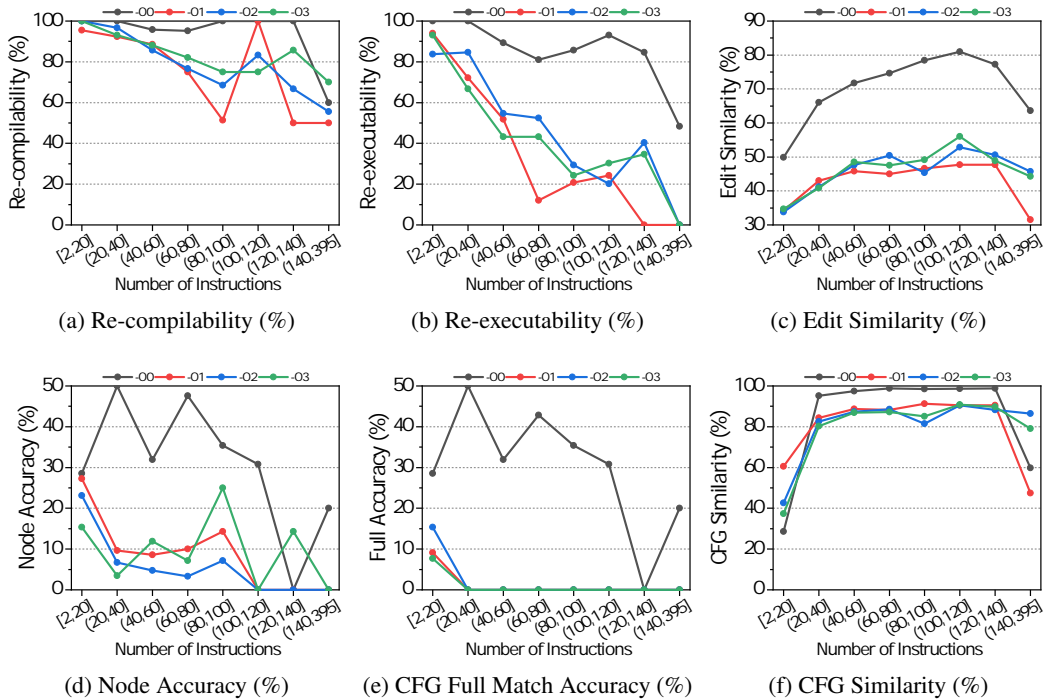 -O0 -O1 -O2 -O3
-O0 -O1 -O2 -O3
-O0 -O1 -O2 -O3
Re-compilability (%)
100
80
60
40
20
0
[2,20] (20,40] (40,60] (60,80] (80,100] (100,120] (120,140] (140,395]
Number of Instructions
(a) Re-compilability (%)
Re-executability (%)
100
80
60
40
20
0
[2,20] (20,40] (40,60] (60,80] (80,100] (100,120] (120,140] (140,395]
Number of Instructions
(b) Re-executability (%)
Edit Similarity (%)
90
80
70
60
50
40
30
[2,20] (20,40] (40,60] (60,80] (80,100] (100,120] (120,140] (140,395]
Number of Instructions
(c) Edit Similarity (%)
-O0 -O1 -O2 -O3
-O0 -O1 -O2 -O3
-O0 -O1 -O2 -O3
Node Accuracy (%)
50
40
30
20
10
0
[2,20] (20,40] (40,60] (60,80] (80,100] (100,120] (120,140] (140,395]
Number of Instructions
(d) Node Accuracy (%)
Full Accuracy (%)
50
40
30
20
10
0
[2,20] (20,40] (40,60] (60,80] (80,100] (100,120] (120,140] (140,395]
Number of Instructions
(e) CFG Full Match Accuracy (%)
CFG Similarity (%)
100
80
60
40
20
0
[2,20] (20,40] (40,60] (60,80] (80,100] (100,120] (120,140] (140,395]
Number of Instructions
(f) CFG Similarity (%)